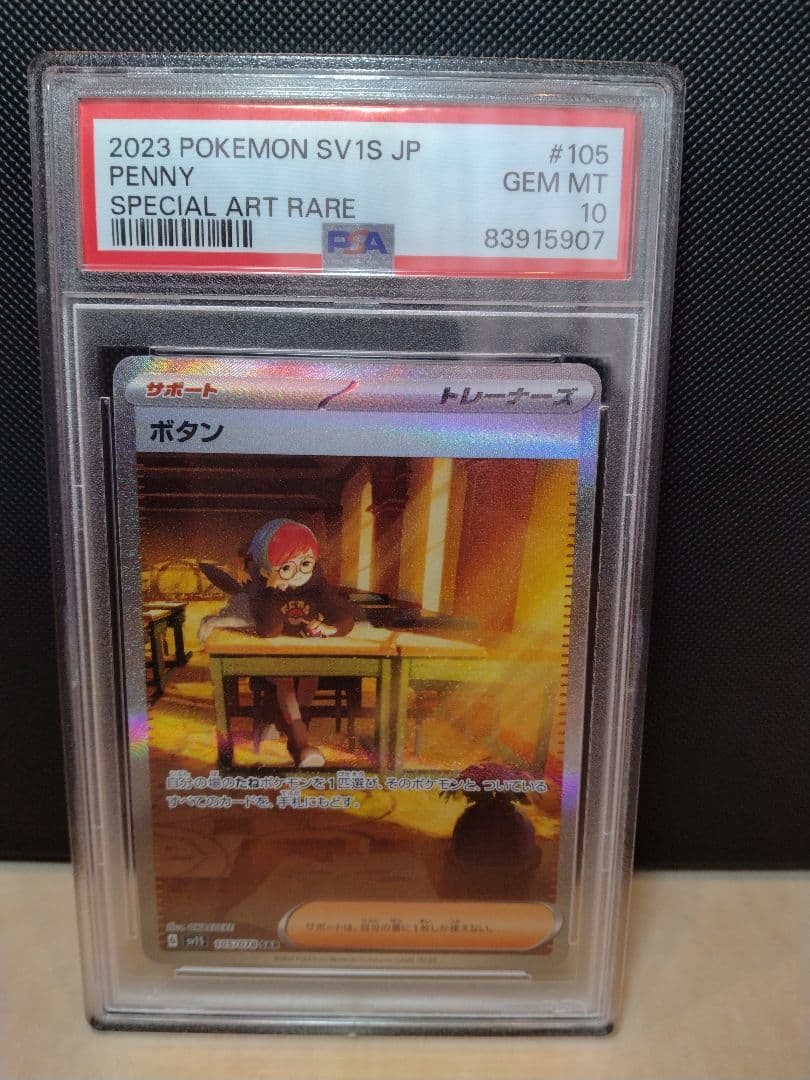 2023 POKEMON SV1S JP #105
PENNY GEM MT
SPECIAL ART RARE 10
PSA 83915907
サポート トレーナーズ
ボタン
自分の場のたねポケモンを1匹選び、そのポケモンと、ついている
すべてのカードを、手札にもどす。
サポートは、自分の番に1枚しか使えない。
G SV1S 105/078 SAR